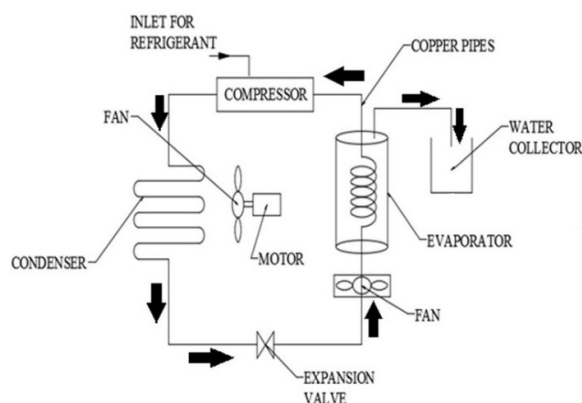 INLET FOR
REFRIGERANT
COPPER PIPES
COMPRESSOR
FAN
WATER
COLLECTOR
EVAPORATOR
CONDENSER
MOTOR
FAN
EXPANSION
VALVE